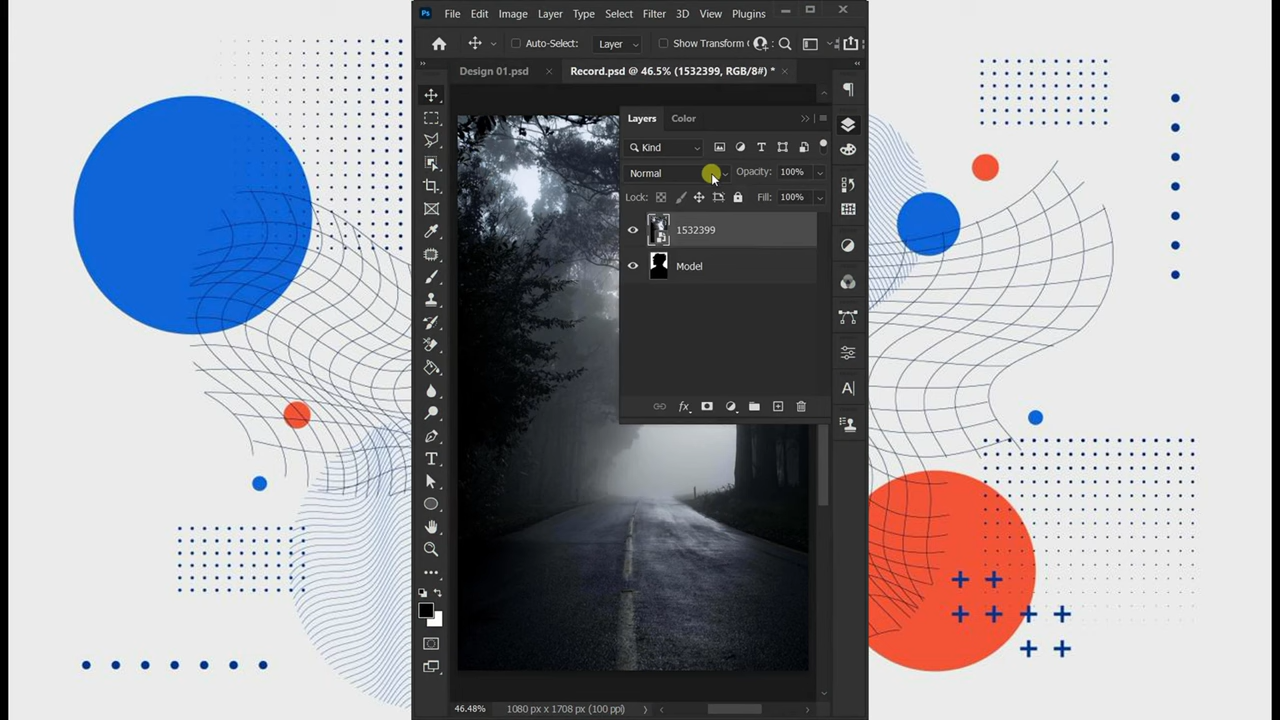 Ps File Edit Image Layer Type Select Filter 3D View Plugins
Auto-Select: Layer Show Transform
Design 01.psd Record.psd @ 46.5% (1532399, RGB/8#) *
Layers Color
Kind
Normal Opacity: 100%
Lock: Fill: 100%
1532399
Model
fx
46.48% 1080 px x 1708 px (100 ppi)